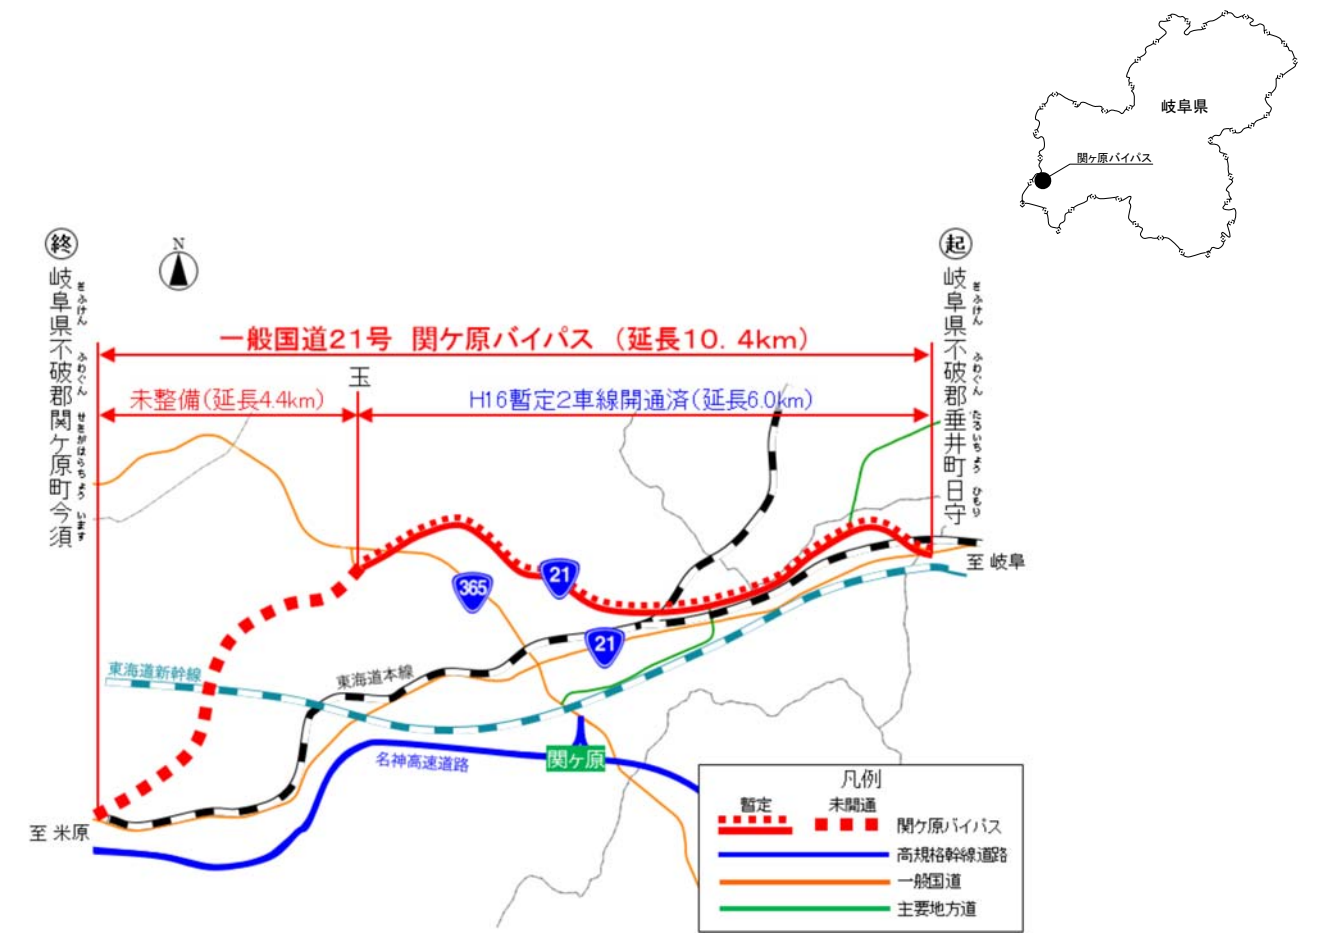 岐阜県
関ヶ原バイパス
終
岐阜県不破郡関ケ原町今須
ぎふけん ふわぐん せきがはらちょう います
N
起
岐阜県不破郡垂井町日守
ぎふけん ふわぐん たるいちょう ひもり
一般国道21号 関ケ原バイパス (延長10.4km)
玉
未整備(延長4.4km)
H16暫定2車線開通済(延長6.0km)
至 岐阜
21
365
21
東海道新幹線
東海道本線
名神高速道路
関ヶ原
至 米原
凡例
暫定 未開通
関ケ原バイパス
高規格幹線道路
一般国道
主要地方道